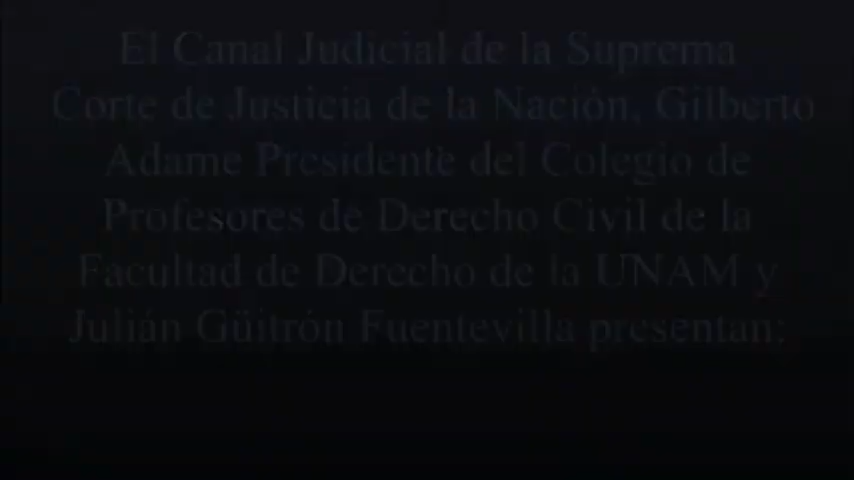 El Canal Judicial de la Suprema
Corte de Justicia de la Nación, Gilberto
Adame Presidente del Colegio de
Profesores de Derecho Civil de la
Facultad de Derecho de la UNAM y
Julián Güitrón Fuentevilla presentan: